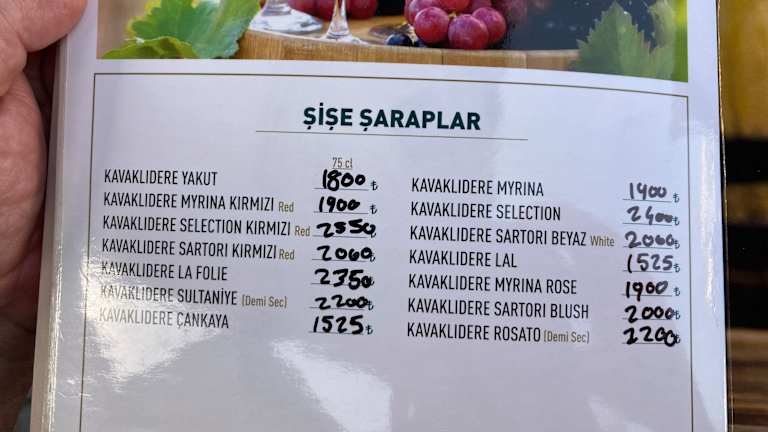 ŞİŞE ŞARAPLAR
75 cl
KAVAKLIDERE YAKUT 1800 ₺
KAVAKLIDERE MYRINA KIRMIZI Red 1900 ₺
KAVAKLIDERE SELECTION KIRMIZI Red 2550 ₺
KAVAKLIDERE SARTORI KIRMIZI Red 2060 ₺
KAVAKLIDERE LA FOLIE 2350 ₺
KAVAKLIDERE SULTANİYE (Demi Sec) 2200 ₺
KAVAKLIDERE ÇANKAYA 1525 ₺
KAVAKLIDERE MYRINA 1900 ₺
KAVAKLIDERE SELECTION 2400 ₺
KAVAKLIDERE SARTORI BEYAZ White 2060 ₺
KAVAKLIDERE LAL 1525 ₺
KAVAKLIDERE MYRINA ROSE 1900 ₺
KAVAKLIDERE SARTORI BLUSH 2000 ₺
KAVAKLIDERE ROSATO (Demi Sec) 2200 ₺